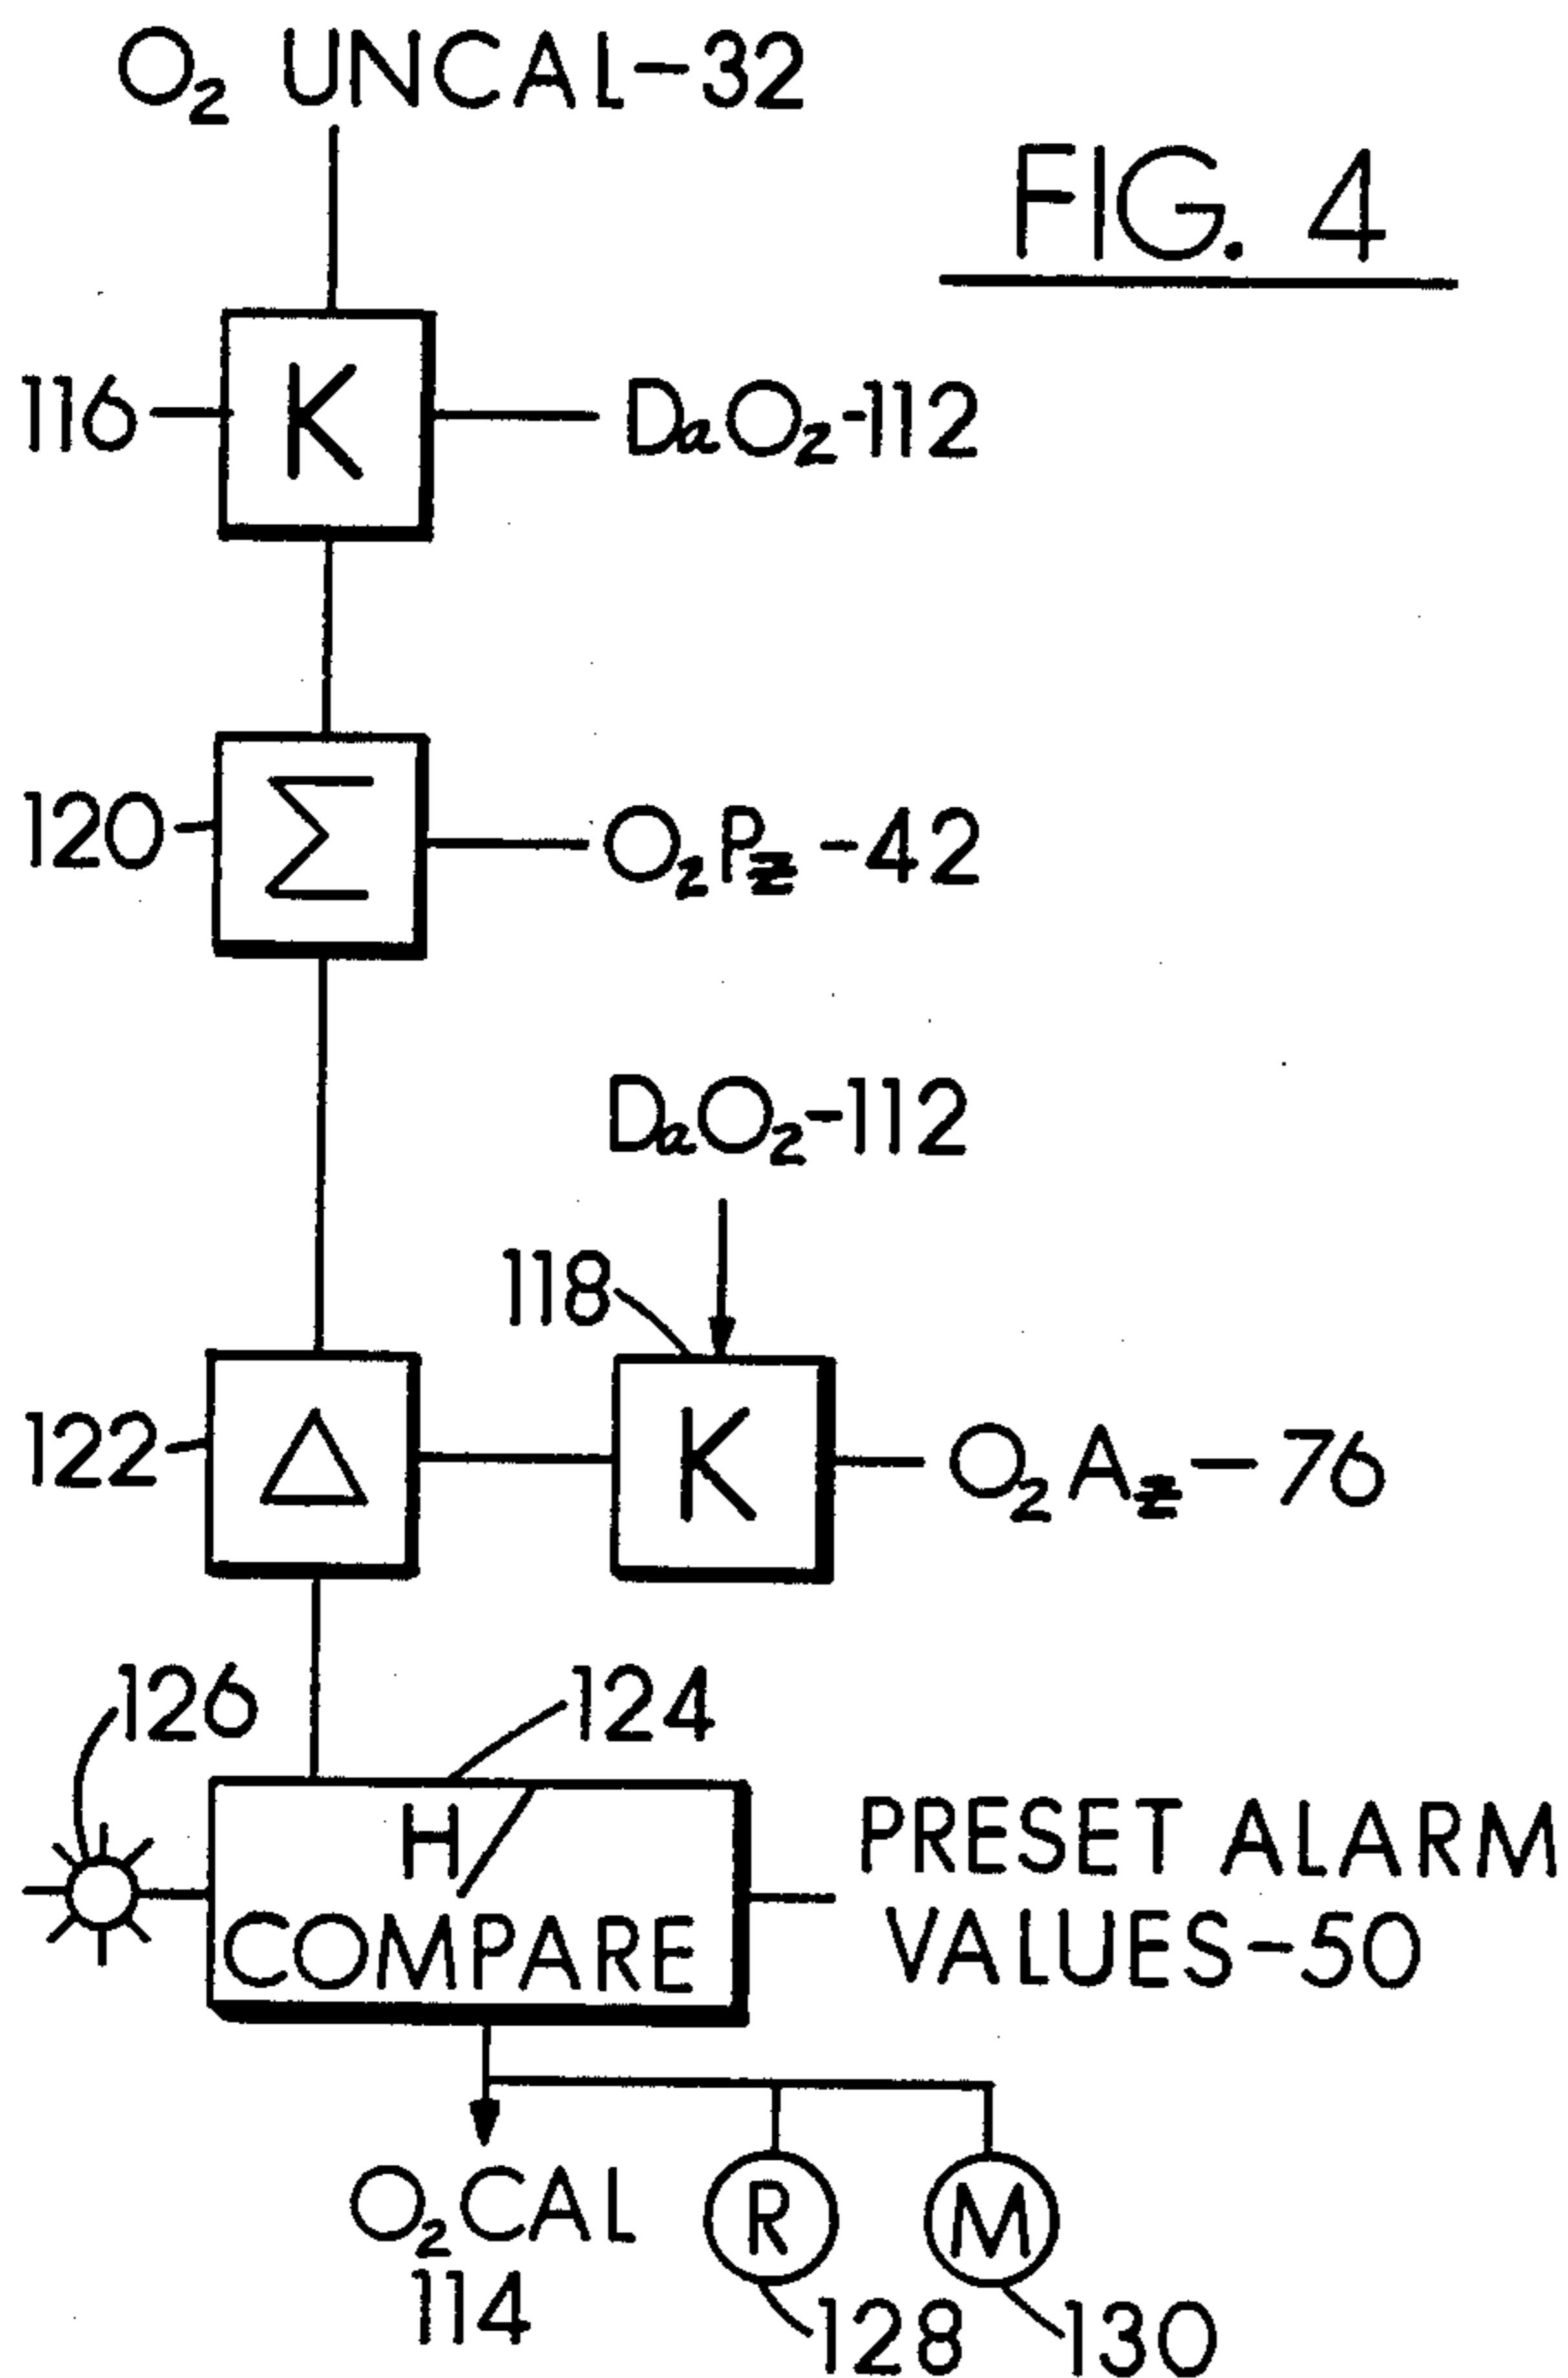 O₂ UNCAL-32
FIG. 4
116
K
DaO₂-112
120
Σ
O₂Pz-42
DaO₂-112
118
122
Δ
K
O₂Az-76
126
124
H/
COMPARE
PRESET ALARM
VALUES-50
O₂CAL
114
R
M
128
130